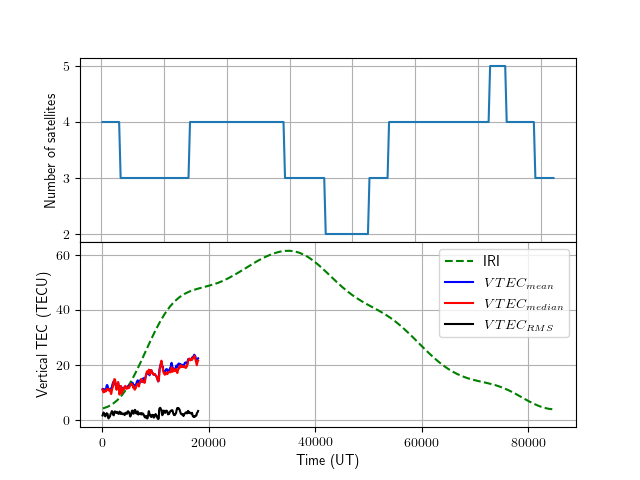 5
4
3
2
Number of satellites
60
40
20
0
Vertical TEC (TECU)
IRI
VTEC_mean
VTEC_median
VTEC_RMS
0 20000 40000 60000 80000
Time (UT)